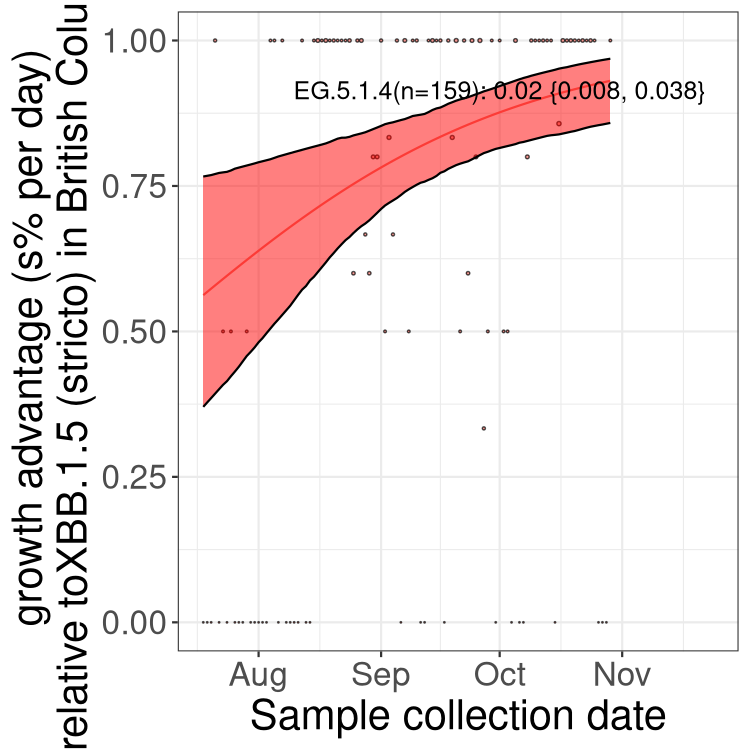 growth advantage (s% per day)
relative toXBB.1.5 (stricto) in British Colu
1.00
0.75
0.50
0.25
0.00
EG.5.1.4(n=159): 0.02 {0.008, 0.038}
Aug Sep Oct Nov
Sample collection date